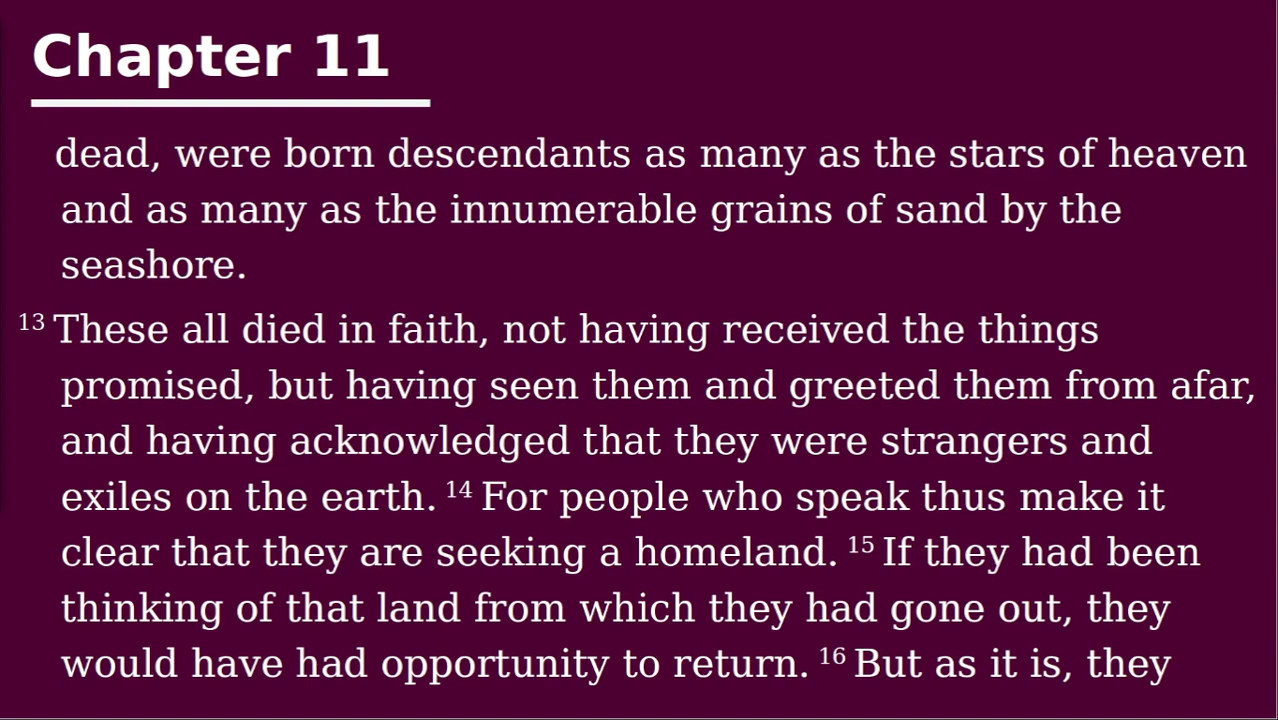 Chapter 11
dead, were born descendants as many as the stars of heaven
and as many as the innumerable grains of sand by the
seashore.
13 These all died in faith, not having received the things
promised, but having seen them and greeted them from afar,
and having acknowledged that they were strangers and
exiles on the earth. 14 For people who speak thus make it
clear that they are seeking a homeland. 15 If they had been
thinking of that land from which they had gone out, they
would have had opportunity to return. 16 But as it is, they